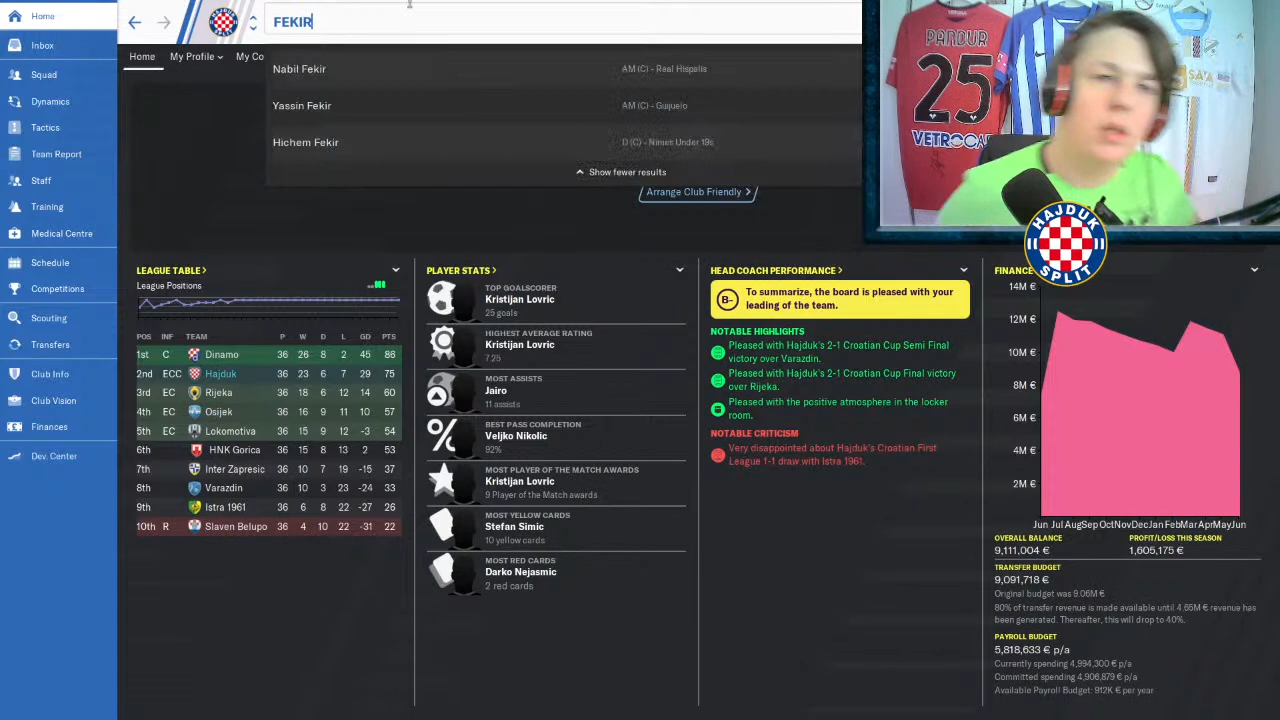 Home
FEKIR
Home My Profile My Co
Nabil Fekir AM (C) - Real Hispalis
Yassin Fekir AM (C) - Guijuelo
Hichem Fekir D (C) - Nimes Under 19s
Show fewer results
Arrange Club Friendly
PANDUR
25
VETROCAR
SA'A
HAJDUK
SPLIT
Inbox
Squad
Dynamics
Tactics
Team Report
Staff
Training
Medical Centre
Schedule
Competitions
Scouting
Transfers
Club Info
Club Vision
Finances
Dev. Center
LEAGUE TABLE
League Positions
POS INF TEAM P W D L GD PTS
1st C Dinamo 36 26 8 2 45 86
2nd ECC Hajduk 36 23 6 7 29 75
3rd EC Rijeka 36 18 6 12 14 60
4th EC Osijek 36 16 9 11 10 57
5th EC Lokomotiva 36 15 9 12 -3 54
6th HNK Gorica 36 15 8 13 2 53
7th Inter Zapresic 36 10 7 19 -15 37
8th Varazdin 36 10 3 23 -24 33
9th Istra 1961 36 6 8 22 -27 26
10th R Slaven Belupo 36 4 10 22 -31 22
PLAYER STATS
TOP GOALSCORER
Kristijan Lovric
25 goals
HIGHEST AVERAGE RATING
Kristijan Lovric
7.25
MOST ASSISTS
Jairo
11 assists
BEST PASS COMPLETION
Veljko Nikolic
92%
MOST PLAYER OF THE MATCH AWARDS
Kristijan Lovric
9 Player of the Match awards
MOST YELLOW CARDS
Stefan Simic
10 yellow cards
MOST RED CARDS
Darko Nejasmic
2 red cards
HEAD COACH PERFORMANCE
B- To summarize, the board is pleased with your
leading of the team.
NOTABLE HIGHLIGHTS
Pleased with Hajduk's 2-1 Croatian Cup Semi Final
victory over Varazdin.
Pleased with Hajduk's 2-1 Croatian Cup Final victory
over Rijeka.
Pleased with the positive atmosphere in the locker
room.
NOTABLE CRITICISM
Very disappointed about Hajduk's Croatian First
League 1-1 draw with Istra 1961.
FINANCE
14M €
12M €
10M €
8M €
6M €
4M €
2M €
Jun Jul Aug Sep Oct Nov Dec Jan Feb Mar Apr May Jun
OVERALL BALANCE PROFIT/LOSS THIS SEASON
9,111,004 € 1,605,175 €
TRANSFER BUDGET
9,091,718 €
Original budget was 9.06M €
80% of transfer revenue is made available until 4.65M € revenue has
been generated. Thereafter, this will drop to 40%.
PAYROLL BUDGET
5,818,633 € p/a
Currently spending 4,994,300 € p/a
Committed spending 4,906,879 € p/a
Available Payroll Budget: 912K € per year